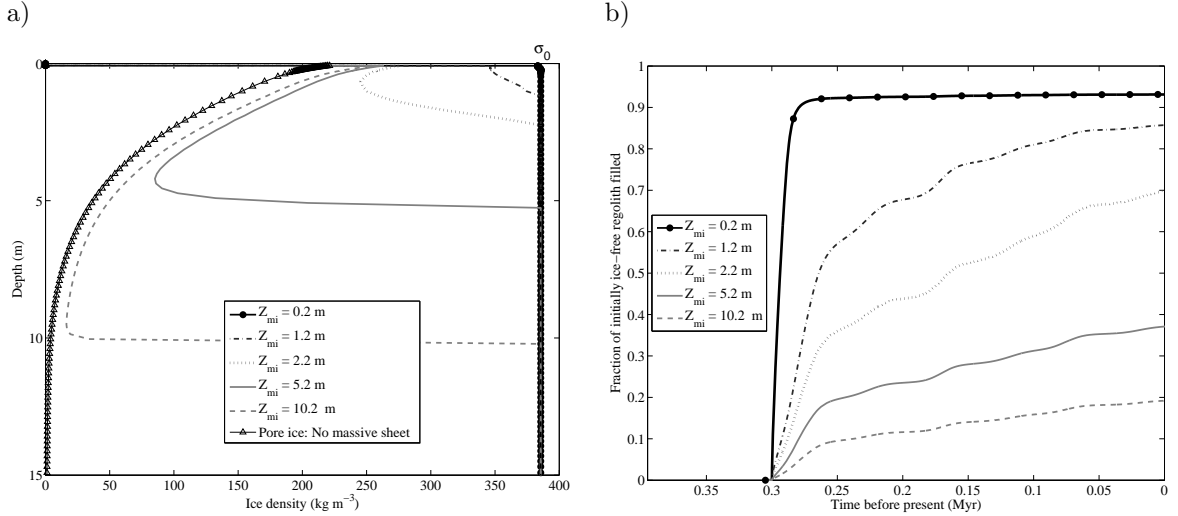 a)
σ0
0
5
10
15
Depth (m)
0 50 100 150 200 250 300 350 400
Ice density (kg m−3)
Zmi = 0.2 m
Zmi = 1.2 m
Zmi = 2.2 m
Zmi = 5.2 m
Zmi = 10.2 m
Pore ice: No massive sheet
b)
1
0.9
0.8
0.7
0.6
0.5
0.4
0.3
0.2
0.1
0
Fraction of initially ice−free regolith filled
0.35 0.3 0.25 0.2 0.15 0.1 0.05 0
Time before present (Myr)
Zmi = 0.2 m
Zmi = 1.2 m
Zmi = 2.2 m
Zmi = 5.2 m
Zmi = 10.2 m